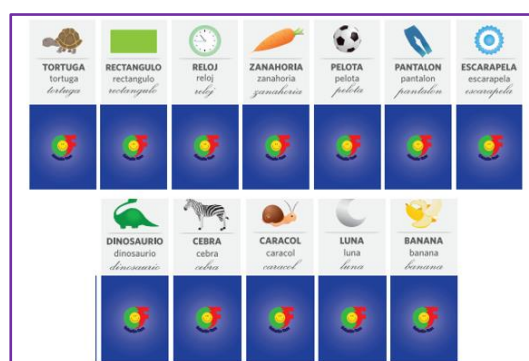 TORTUGA
tortuga
tortuga
RECTANGULO
rectangulo
rectangulo
RELOJ
reloj
reloj
ZANAHORIA
zanahoria
zanahoria
PELOTA
pelota
pelota
PANTALON
pantalon
pantalon
ESCARAPELA
escarapela
escarapela
DINOSAURIO
dinosaurio
dinosaurio
CEBRA
cebra
cebra
CARACOL
caracol
caracol
LUNA
luna
luna
BANANA
banana
banana